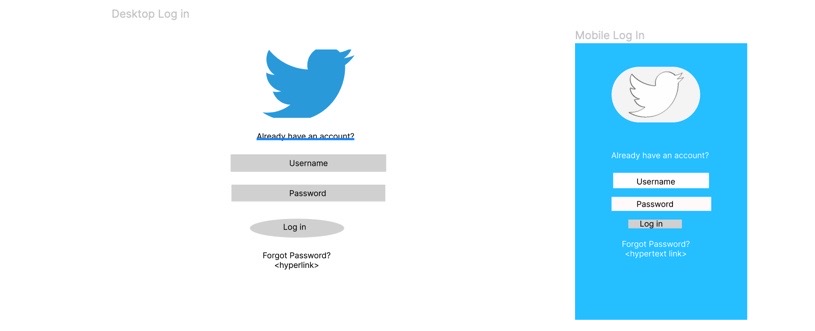 Desktop Log in
Already have an account?
Username
Password
Log in
Forgot Password?
<hyperlink>
Mobile Log In
Already have an account?
Username
Password
Log in
Forgot Password?
<hypertext link>